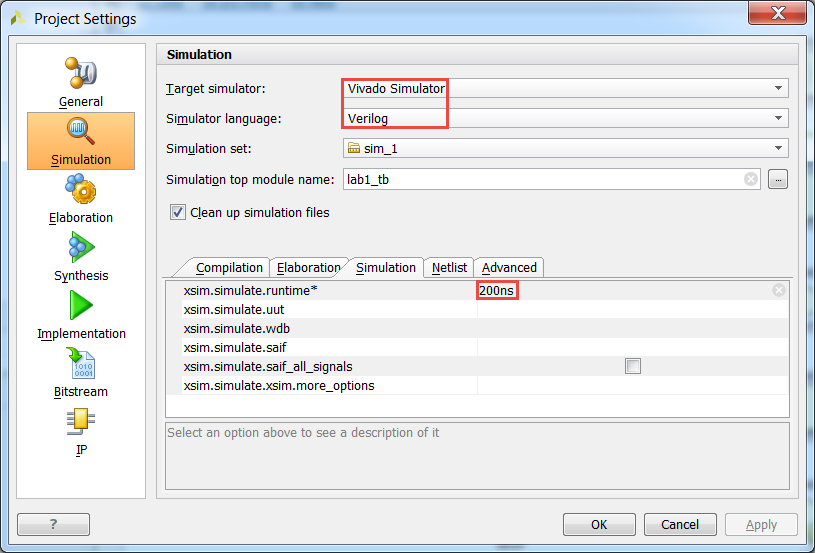 Project Settings
General
Simulation
Elaboration
Synthesis
Implementation
Bitstream
IP
Simulation
Target simulator: Vivado Simulator
Simulator language: Verilog
Simulation set: sim_1
Simulation top module name: lab1_tb ...
Clean up simulation files
Compilation Elaboration Simulation Netlist Advanced
xsim.simulate.runtime* 200ns
xsim.simulate.uut
xsim.simulate.wdb
xsim.simulate.saif
xsim.simulate.saif_all_signals
xsim.simulate.xsim.more_options
Select an option above to see a description of it
? OK Cancel Apply